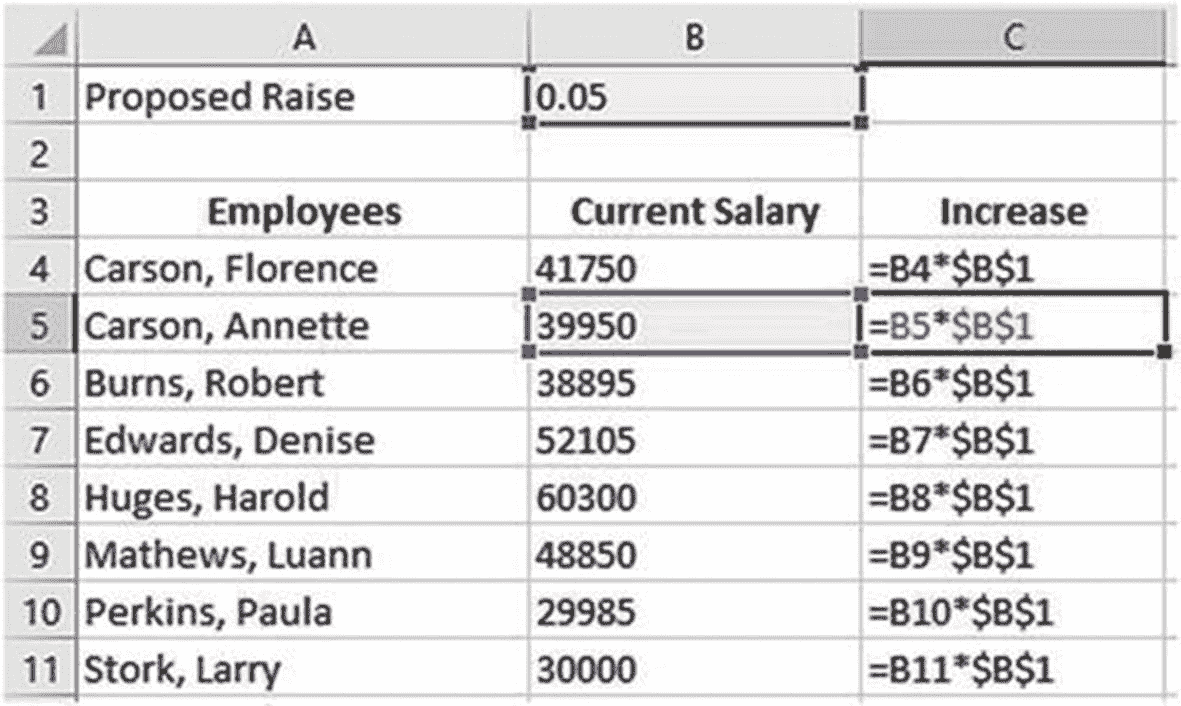 A B C
1 Proposed Raise 0.05
2
3 Employees Current Salary Increase
4 Carson, Florence 41750 =B4*$B$1
5 Carson, Annette 39950 =B5*$B$1
6 Burns, Robert 38895 =B6*$B$1
7 Edwards, Denise 52105 =B7*$B$1
8 Huges, Harold 60300 =B8*$B$1
9 Mathews, Luann 48850 =B9*$B$1
10 Perkins, Paula 29985 =B10*$B$1
11 Stork, Larry 30000 =B11*$B$1